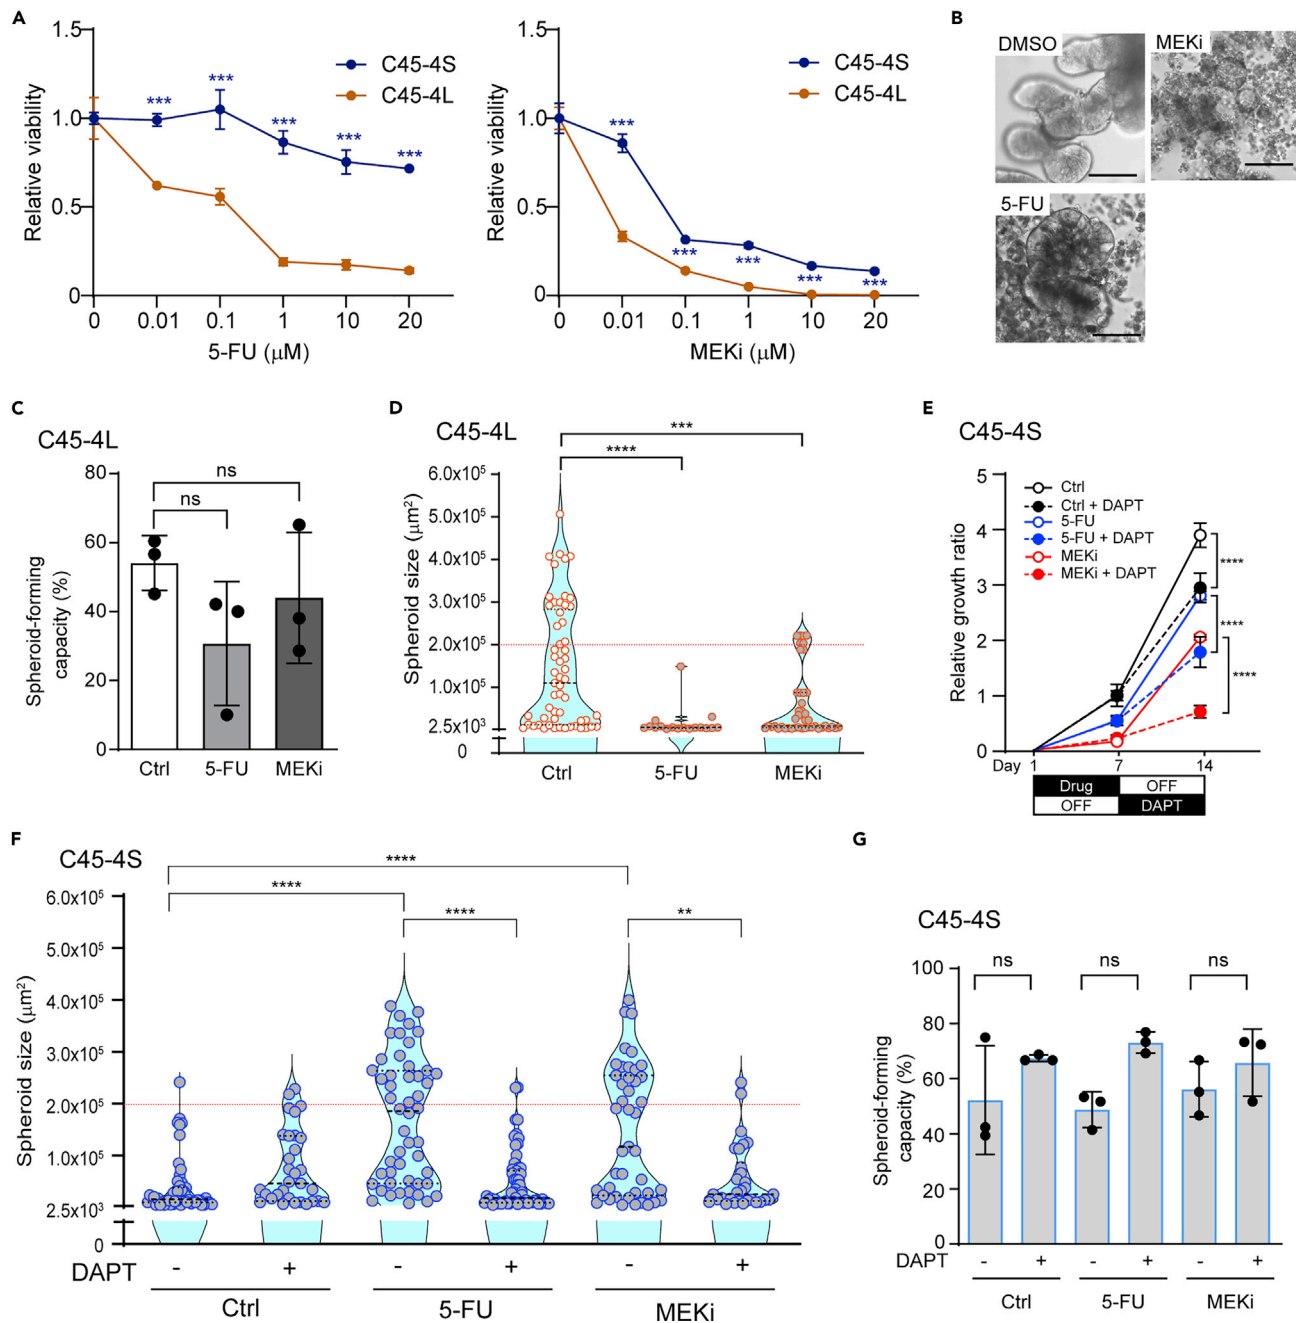 A
1.5
1.0
0.5
0
Relative viability
C45-4S
C45-4L
***
***
***
***
***
0 0.01 0.1 1 10 20
5-FU (μM)
1.5
1.0
0.5
0
Relative viability
C45-4S
C45-4L
***
***
***
***
***
0 0.01 0.1 1 10 20
MEKi (μM)
B
DMSO
MEKi
5-FU
C
C45-4L
80
60
40
20
0
Spheroid-forming
capacity (%)
ns
ns
Ctrl 5-FU MEKi
D
C45-4L
***
****
6.0x10⁵
5.0x10⁵
4.0x10⁵
3.0x10⁵
2.0x10⁵
1.0x10⁵
2.5x10³
0
Spheroid size (μm²)
Ctrl 5-FU MEKi
E
C45-4S
5
4
3
2
1
0
Relative growth ratio
Ctrl
Ctrl + DAPT
5-FU
5-FU + DAPT
MEKi
MEKi + DAPT
****
****
****
Day 1 7 14
Drug OFF
OFF DAPT
F
C45-4S
****
****
****
**
6.0x10⁵
5.0x10⁵
4.0x10⁵
3.0x10⁵
2.0x10⁵
1.0x10⁵
2.5x10³
0
Spheroid size (μm²)
DAPT - + - + - +
Ctrl 5-FU MEKi
G
C45-4S
100
80
60
40
20
0
Spheroid-forming
capacity (%)
ns ns ns
DAPT - + - + - +
Ctrl 5-FU MEKi